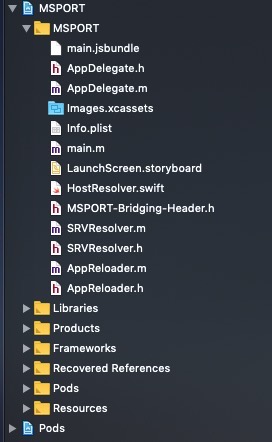 MSPORT
MSPORT
main.jsbundle
AppDelegate.h
AppDelegate.m
Images.xcassets
Info.plist
main.m
LaunchScreen.storyboard
HostResolver.swift
MSPORT-Bridging-Header.h
SRVResolver.m
SRVResolver.h
AppReloader.m
AppReloader.h
Libraries
Products
Frameworks
Recovered References
Pods
Resources
Pods